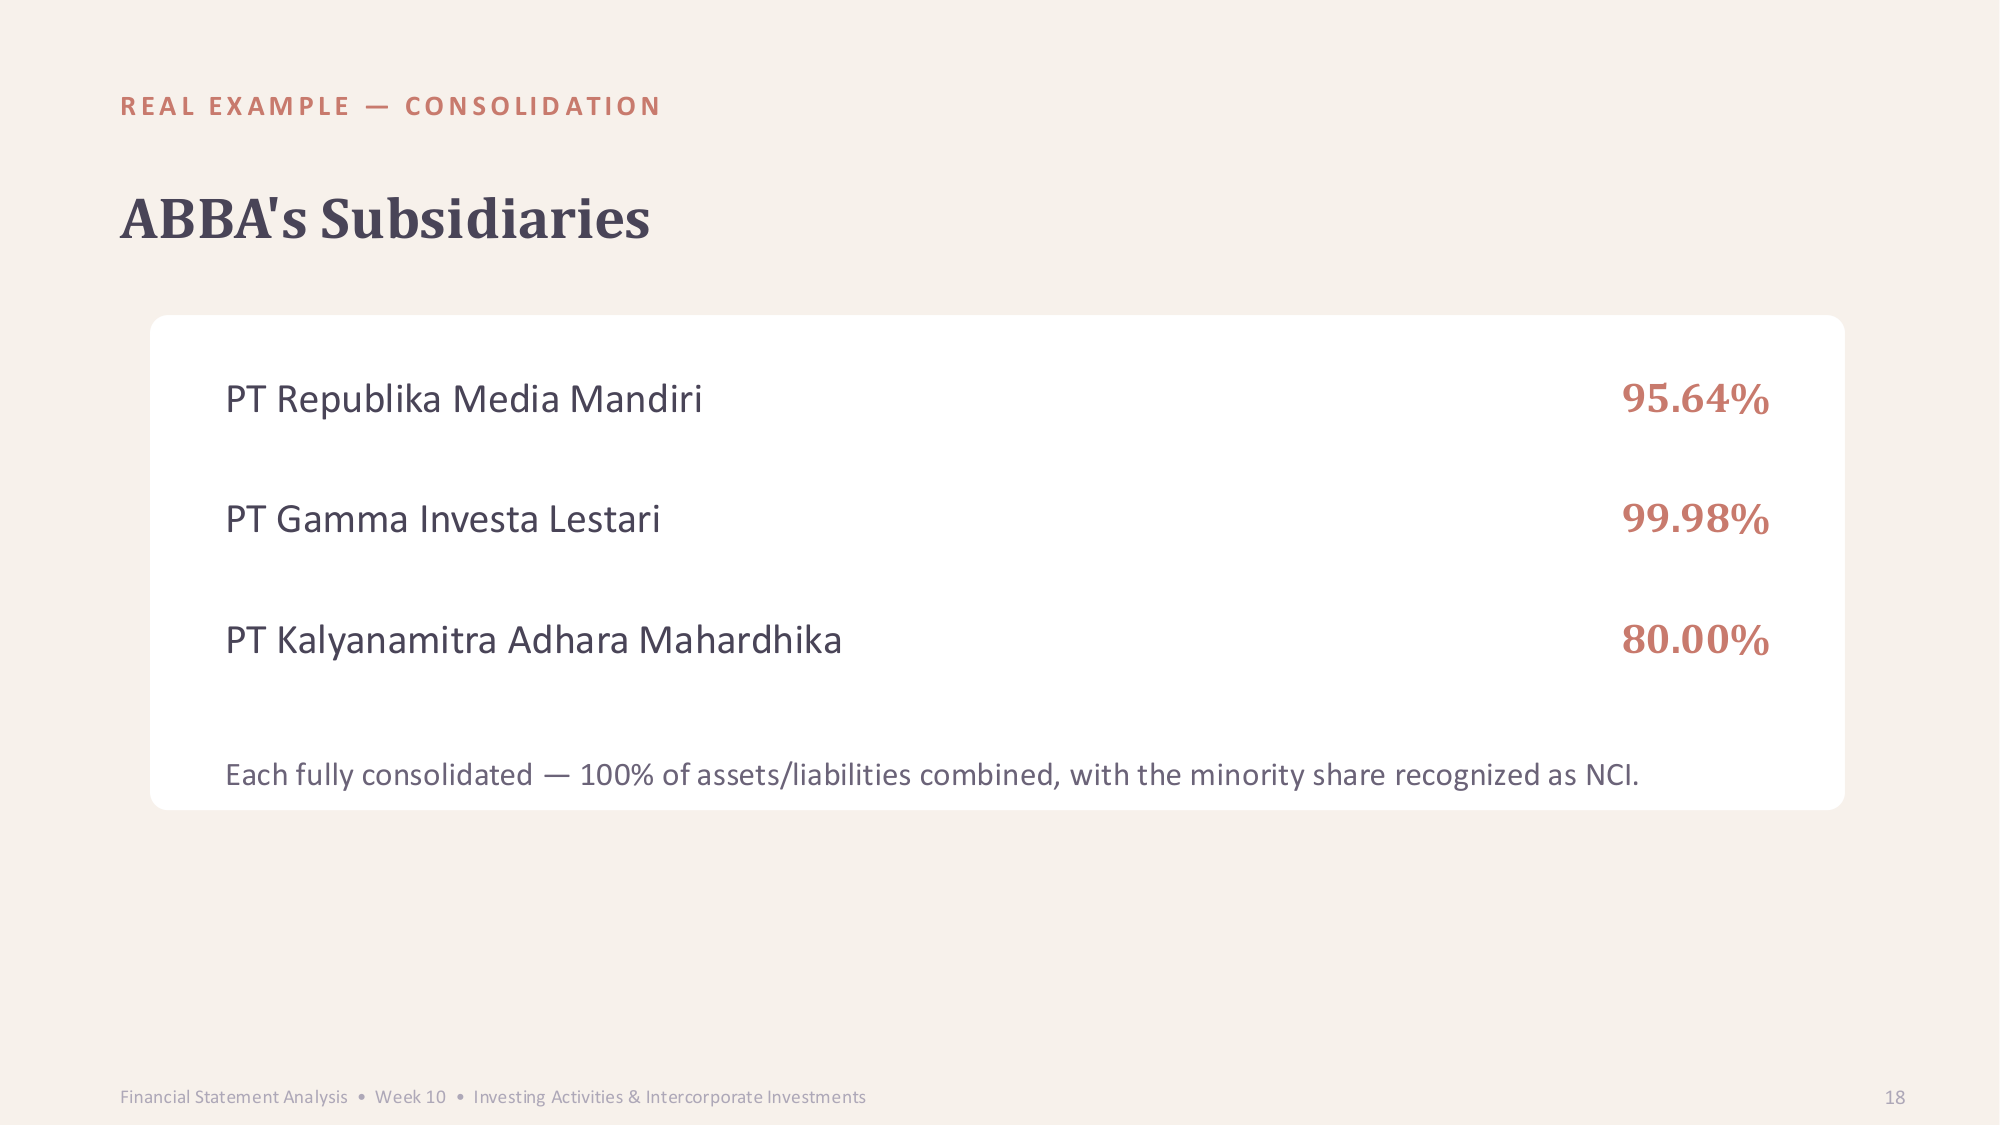 REAL EXAMPLE — CONSOLIDATION
ABBA's Subsidiaries
PT Republika Media Mandiri 95.64%
PT Gamma Investa Lestari 99.98%
PT Kalyanamitra Adhara Mahardhika 80.00%
Each fully consolidated — 100% of assets/liabilities combined, with the minority share recognized as NCI.
Financial Statement Analysis • Week 10 • Investing Activities & Intercorporate Investments 18